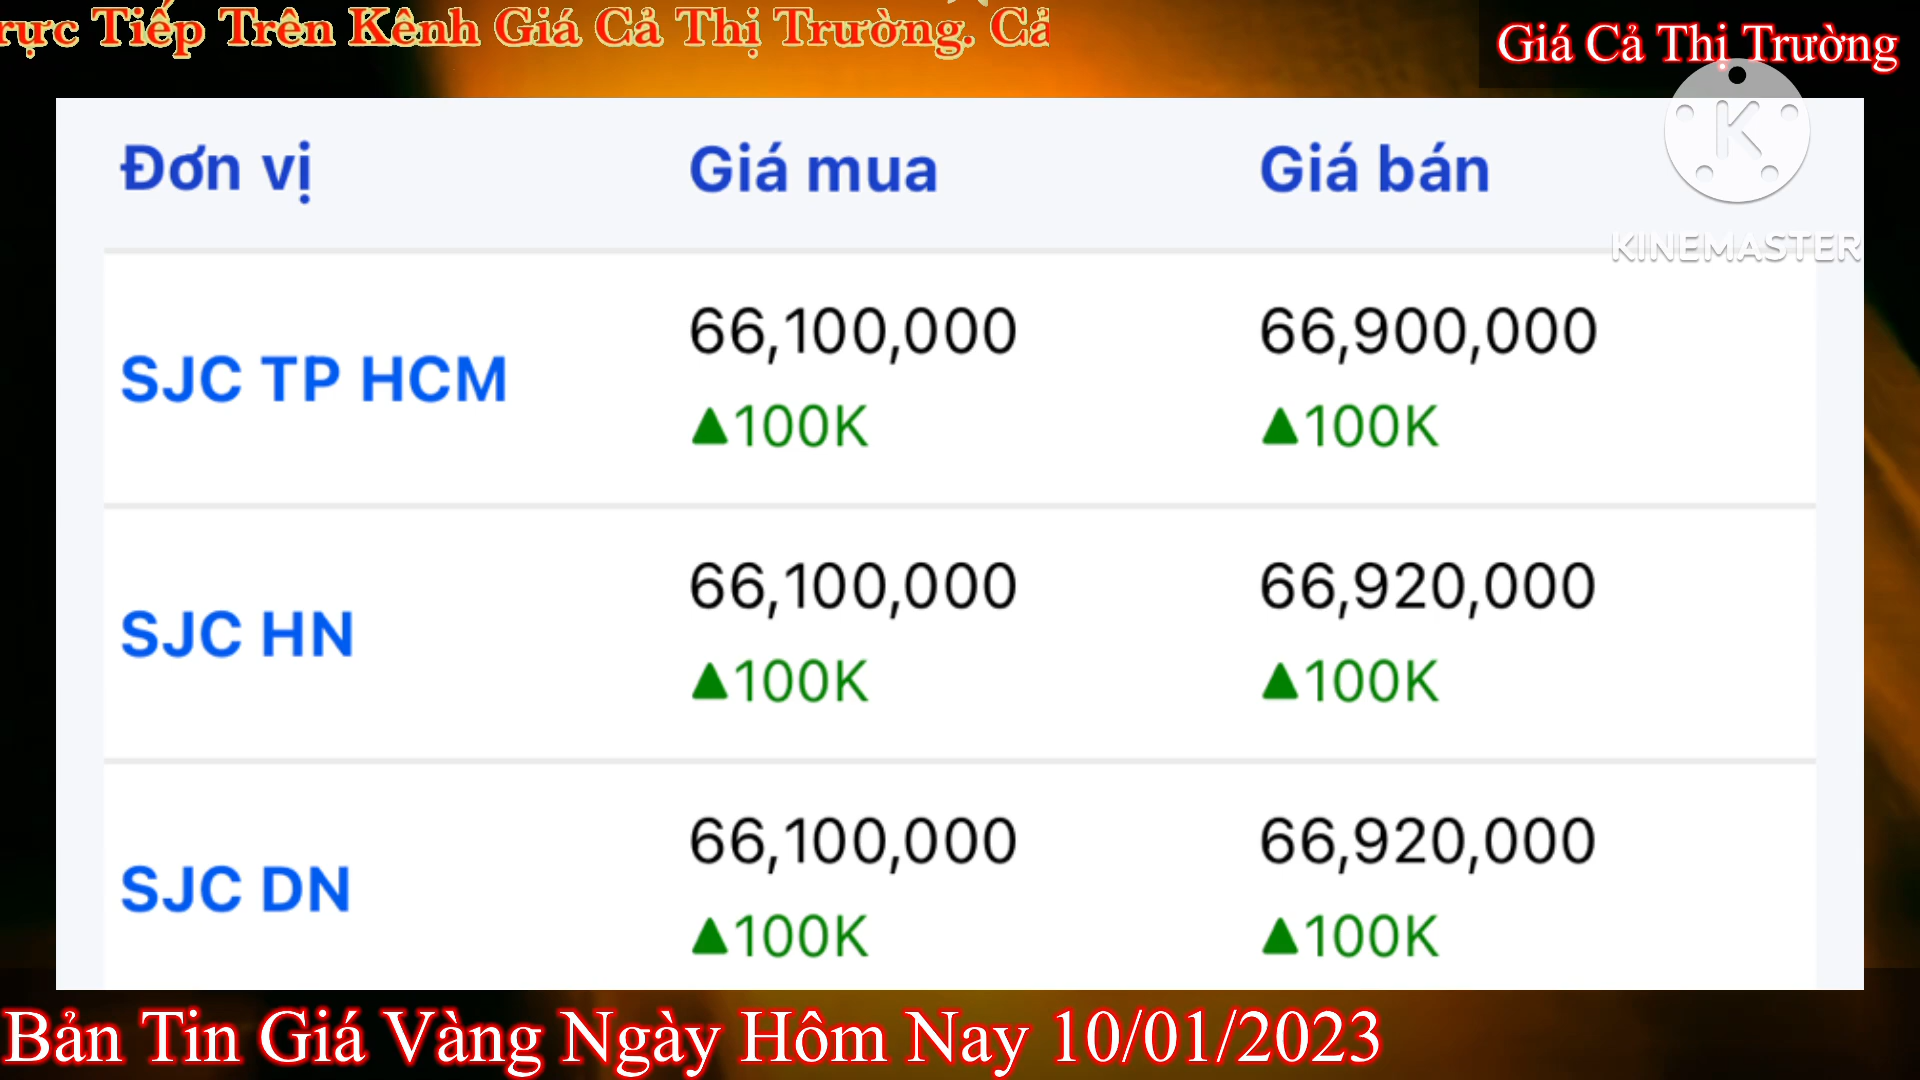 Tiếp Trên Kênh Giá Cả Thị Trường.
Giá Cả Thị Trường
K
KINEMASTER
Đơn vị Giá mua Giá bán
66,100,000 66,900,000
SJC TP HCM
▲100K ▲100K
66,100,000 66,920,000
SJC HN
▲100K ▲100K
66,100,000 66,920,000
SJC DN
▲100K ▲100K
Bản Tin Giá Vàng Ngày Hôm Nay 10/01/2023